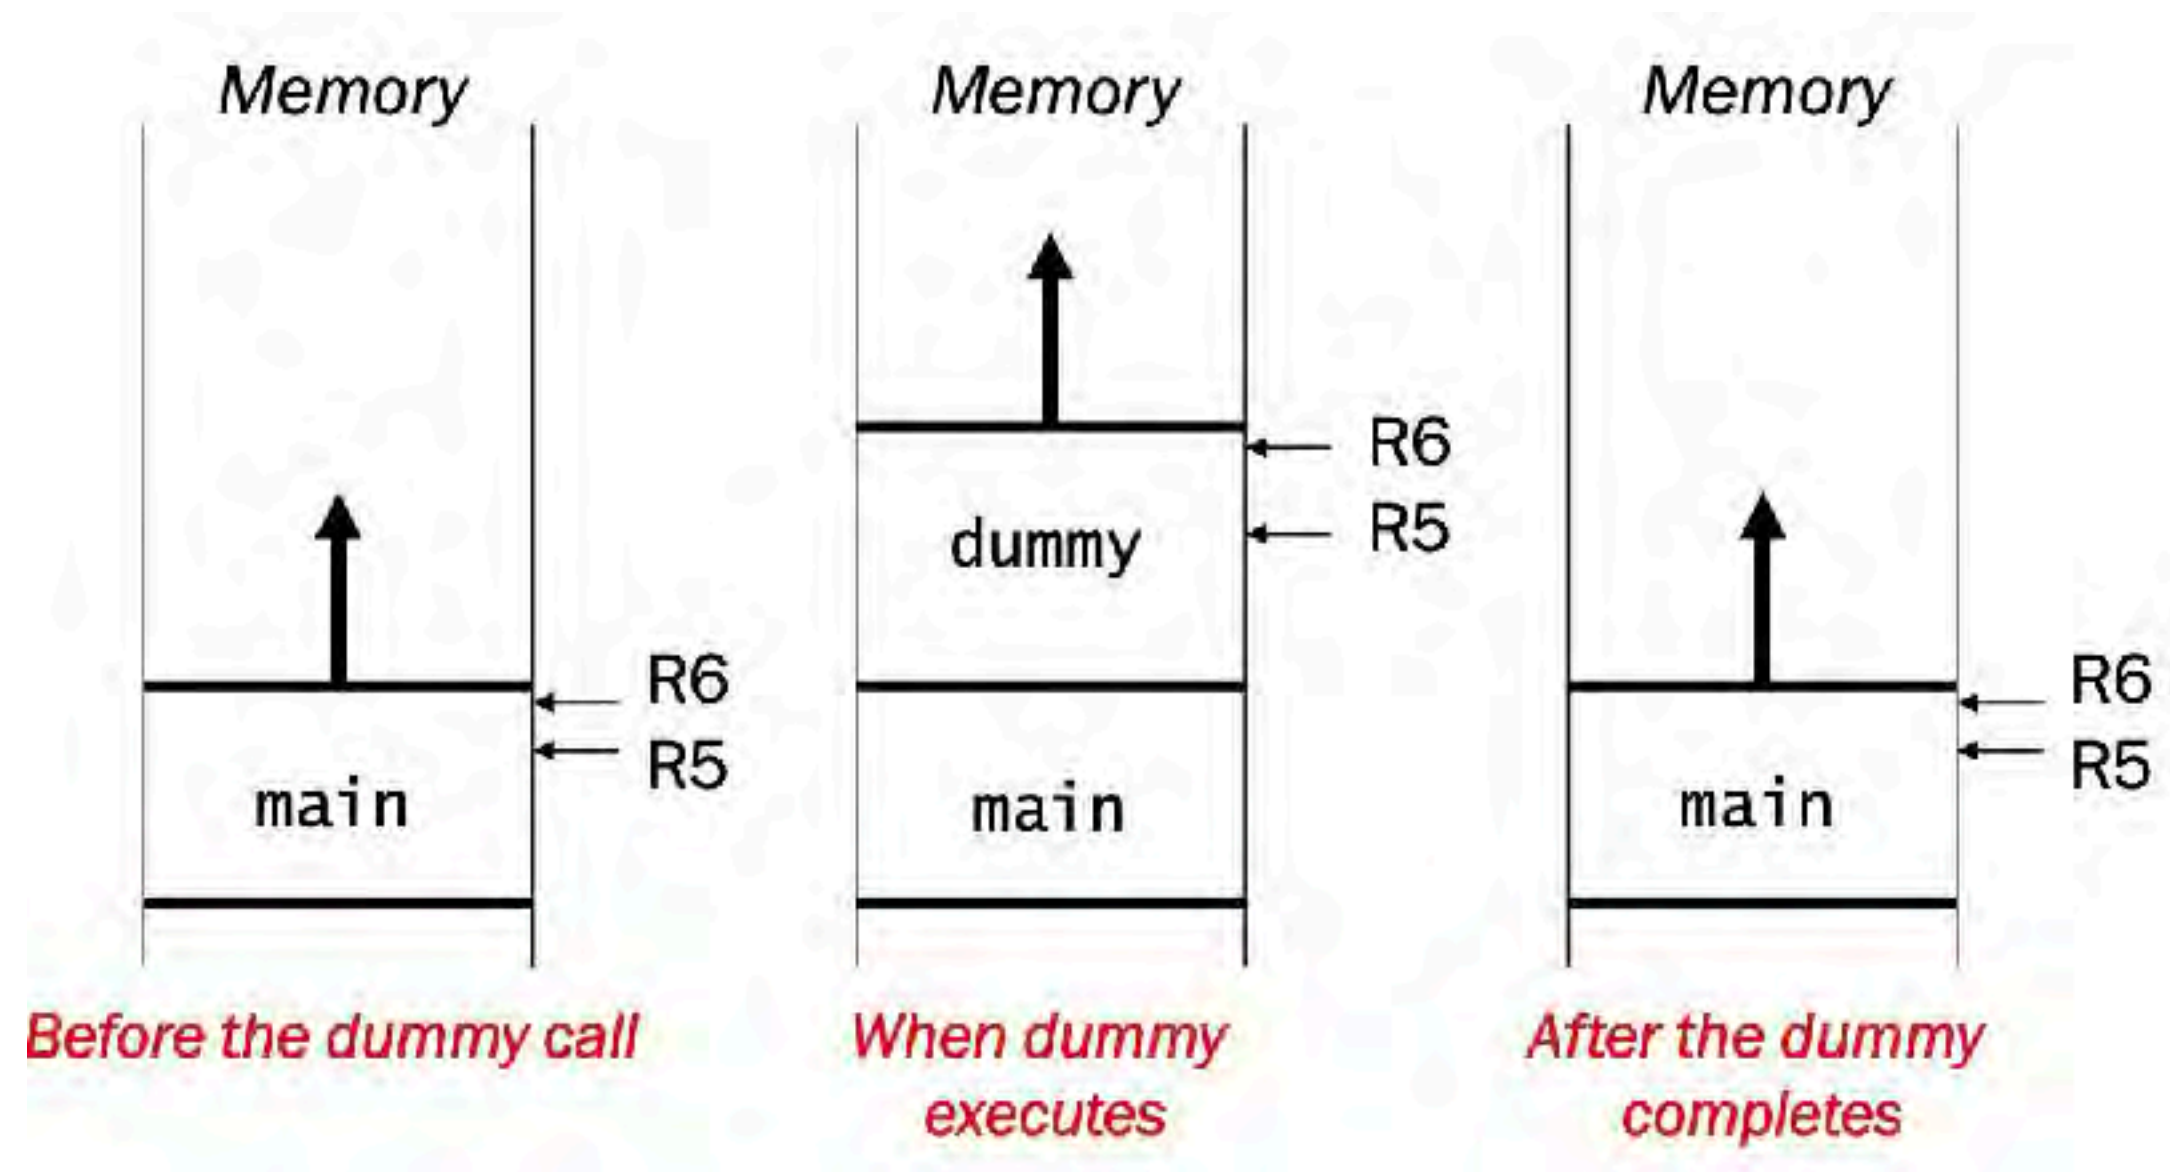 Memory
R6
R5
main
Before the dummy call
Memory
R6
R5
dummy
main
When dummy
executes
Memory
R6
R5
main
After the dummy
completes